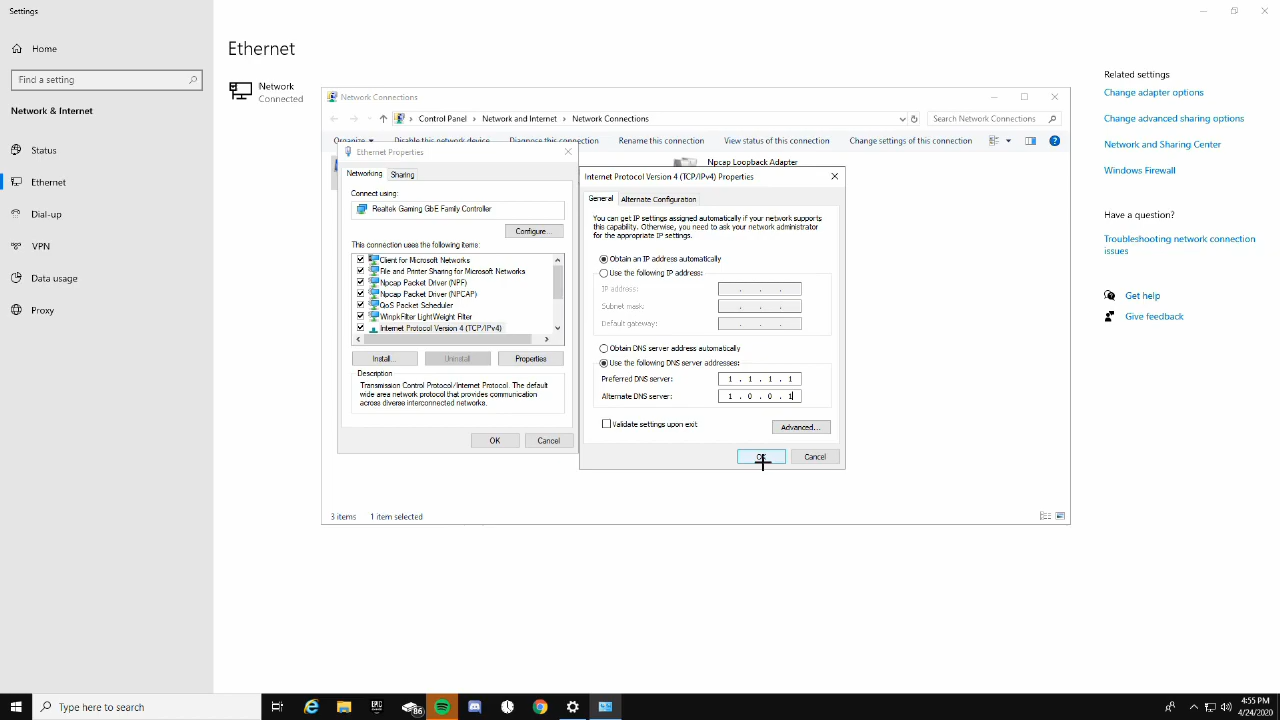 Settings
Home
Find a setting
Network & Internet
Status
Ethernet
Dial-up
VPN
Data usage
Proxy
Ethernet
Network
Connected
Network Connections
Control Panel > Network and Internet > Network Connections
Search Network Connections
Organize
Disable this network device
Diagnose this connection
Rename this connection
View status of this connection
Change settings of this connection
Npcap Loopback Adapter
Ethernet Properties
Networking
Sharing
Connect using:
Realtek Gaming GbE Family Controller
Configure...
This connection uses the following items:
Client for Microsoft Networks
File and Printer Sharing for Microsoft Networks
Npcap Packet Driver (NPF)
Npcap Packet Driver (NPCAP)
QoS Packet Scheduler
WinpkFilter LightWeight Filter
Internet Protocol Version 4 (TCP/IPv4)
Install...
Uninstall
Properties
Description
Transmission Control Protocol/Internet Protocol. The default
wide area network protocol that provides communication
across diverse interconnected networks.
OK
Cancel
Internet Protocol Version 4 (TCP/IPv4) Properties
General
Alternate Configuration
You can get IP settings assigned automatically if your network supports
this capability. Otherwise, you need to ask your network administrator
for the appropriate IP settings.
Obtain an IP address automatically
Use the following IP address:
IP address:
. . .
Subnet mask:
. . .
Default gateway:
. . .
Obtain DNS server address automatically
Use the following DNS server addresses:
Preferred DNS server:
1 . 1 . 1 . 1
Alternate DNS server:
1 . 0 . 0 . 1
Validate settings upon exit
Advanced...
OK
Cancel
3 items
1 item selected
Related settings
Change adapter options
Change advanced sharing options
Network and Sharing Center
Windows Firewall
Have a question?
Troubleshooting network connection
issues
Get help
Give feedback
Type here to search
EPIC
86
4:55 PM
4/24/2020